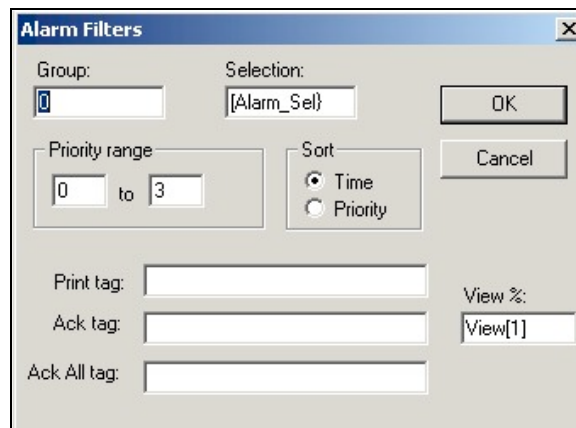 Alarm Filters
Group:
Selection:
0
[Alarm_Sel}
OK
Priority range
Sort
Cancel
0 to 3
Time
Priority
Print tag:
View %:
Ack tag:
View[1]
Ack All tag: